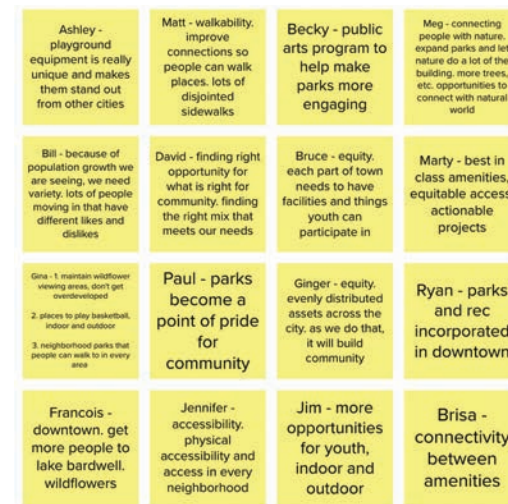 Ashley -
playground
equipment is really
unique and makes
them stand out
from other cities
Matt - walkability.
improve
connections so
people can walk
places. lots of
disjointed
sidewalks
Becky - public
arts program to
help make
parks more
engaging
Meg - connecting
people with nature.
expand parks and let
nature do a lot of the
building. more trees,
etc. opportunities to
connect with natural
world
Bill - because of
population growth we
are seeing, we need
variety. lots of people
moving in that have
different likes and
dislikes
David - finding right
opportunity for
what is right for
community. finding
the right mix that
meets our needs
Bruce - equity.
each part of town
needs to have
facilities and things
youth can
participate in
Marty - best in
class amenities,
equitable access,
actionable
projects
Gina - 1. maintain wildflower
viewing areas, don't get
overdeveloped
2. places to play basketball,
indoor and outdoor
3. neighborhood parks that
people can walk to in every
area
Paul - parks
become a
point of pride
for
community
Ginger - equity.
evenly distributed
assets across the
city. as we do that,
it will build
community
Ryan - parks
and rec
incorporated
in downtown
Francois -
downtown. get
more people to
lake bardwell.
wildflowers
Jennifer -
accessibility.
physical
accessibility and
access in every
neighborhood
Jim - more
opportunities
for youth,
indoor and
outdoor
Brisa -
connectivity
between
amenities